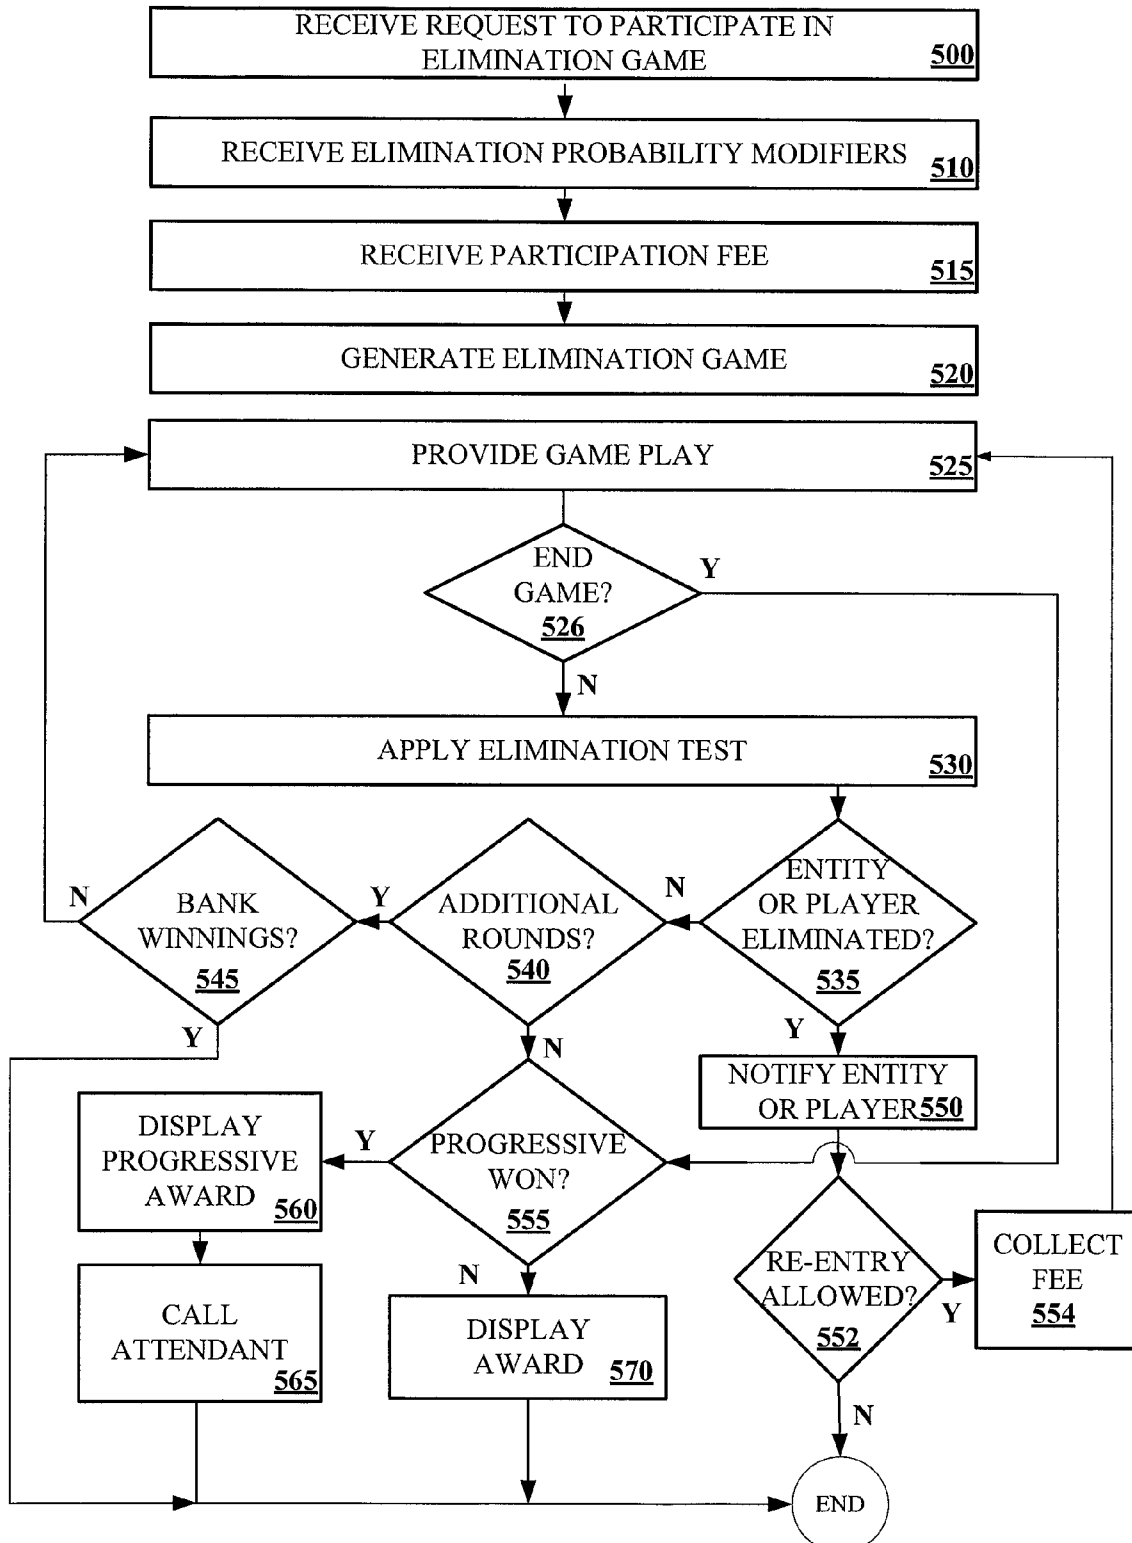 RECEIVE REQUEST TO PARTICIPATE IN
ELIMINATION GAME
500
RECEIVE ELIMINATION PROBABILITY MODIFIERS
510
RECEIVE PARTICIPATION FEE
515
GENERATE ELIMINATION GAME
520
PROVIDE GAME PLAY
525
END
GAME?
526
Y
N
APPLY ELIMINATION TEST
530
ENTITY
OR PLAYER
ELIMINATED?
535
N
Y
ADDITIONAL
ROUNDS?
540
Y
N
BANK
WINNINGS?
545
N
Y
NOTIFY ENTITY
OR PLAYER 550
PROGRESSIVE
WON?
555
Y
N
DISPLAY
PROGRESSIVE
AWARD
560
CALL
ATTENDANT
565
DISPLAY
AWARD
570
RE-ENTRY
ALLOWED?
552
Y
N
COLLECT
FEE
554
END